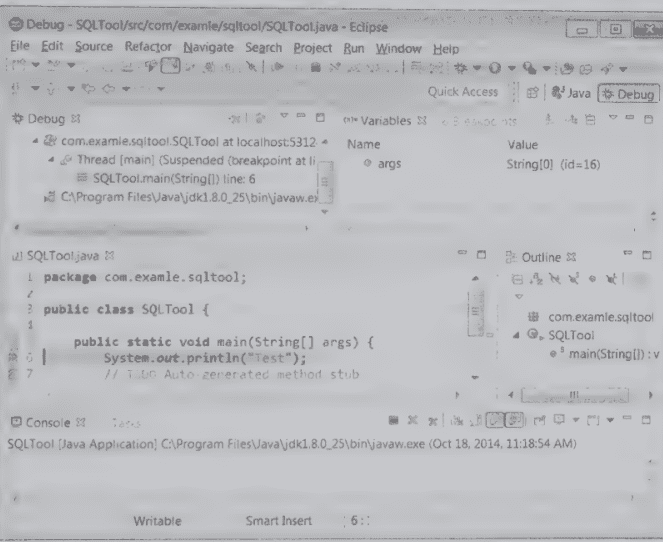 Debug - SQLTool/src/com/examle/sqltool/SQLTool.java - Eclipse
File Edit Source Refactor Navigate Search Project Run Window Help
Quick Access Java Debug
Debug
com.examle.sqltool.SQLTool at localhost:5312
Thread [main] (Suspended (breakpoint at li
SQLTool.main(String[]) line: 6
C:\Program Files\Java\jdk1.8.0_25\bin\javaw.ex
(x)= Variables
Name Value
args String[0] (id=16)
SQLTool.java
1 package com.examle.sqltool;
3 public class SQLTool {
public static void main(String[] args) {
6 System.out.println("Test");
7 // TODO Auto-generated method stub
Outline
com.examle.sqltool
SQLTool
main(String[]) : v
Console Tasks
SQLTool [Java Application] C:\Program Files\Java\jdk1.8.0_25\bin\javaw.exe (Oct 18, 2014, 11:18:54 AM)
Writable Smart Insert 6 :